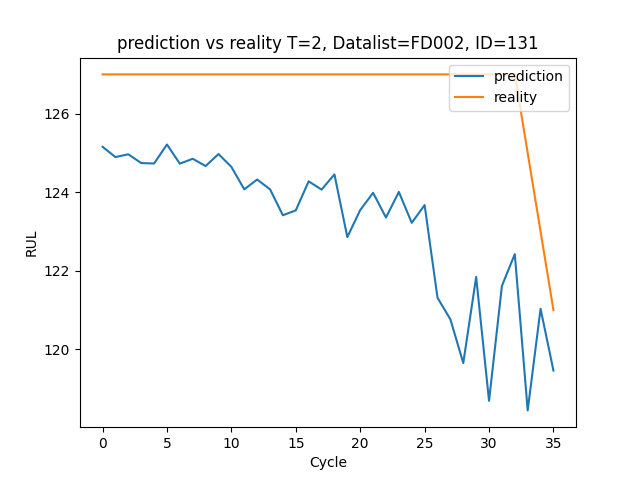 prediction vs reality T=2, Datalist=FD002, ID=131
prediction
reality
RUL
126
124
122
120
0 5 10 15 20 25 30 35
Cycle